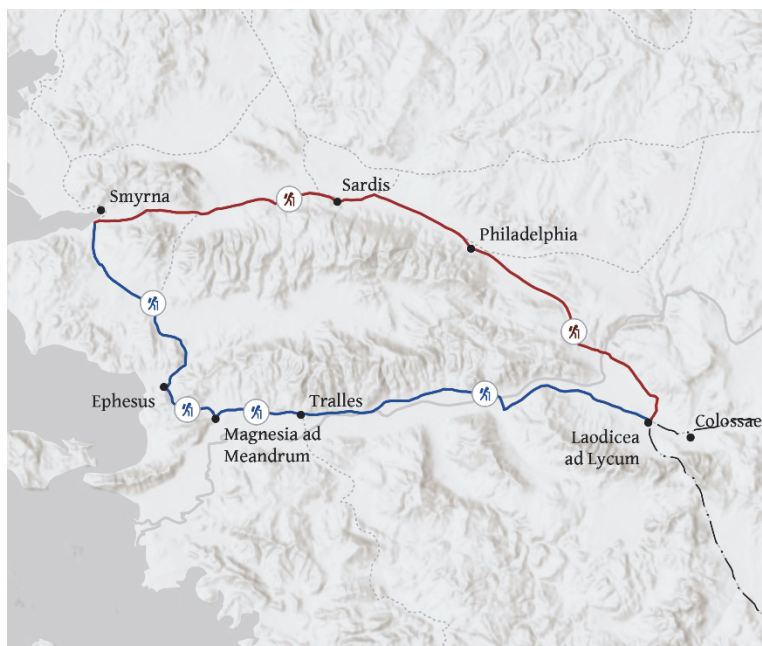 Smyrna
Sardis
Philadelphia
Ephesus
Tralles
Magnesia ad
Meandrum
Laodicea
ad Lycum
Colossae